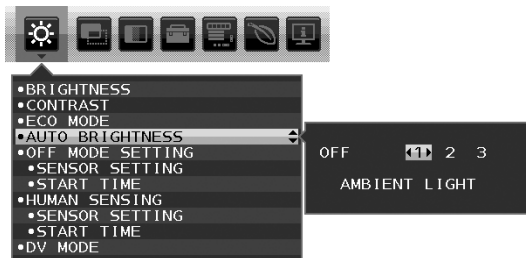 •BRIGHTNESS
•CONTRAST
•ECO MODE
•AUTO BRIGHTNESS
•OFF MODE SETTING
•SENSOR SETTING
•START TIME
•HUMAN SENSING
•SENSOR SETTING
•START TIME
•DV MODE
OFF 1 2 3
AMBIENT LIGHT